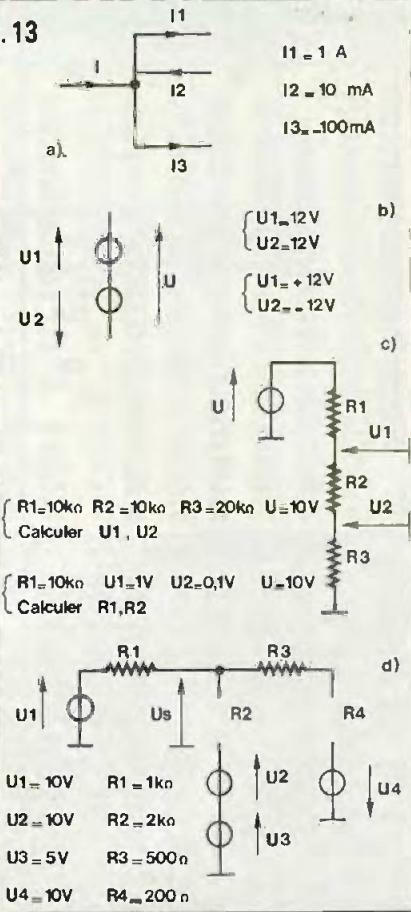 .13
I1
I
I2
I3
a).
I1 = 1 A
I2 = 10 mA
I3 = -100mA
b)
U1
U2
U
U1 = 12V
U2 = 12V
U1 = + 12V
U2 = - 12V
c)
U
R1
U1
R2
U2
R3
R1 = 10kΩ R2 = 10kΩ R3 = 20kΩ U = 10V
Calculer U1, U2
R1 = 10kΩ U1 = 1V U2 = 0,1V U = 10V
Calculer R1, R2
d)
R1
R3
U1
Us
R2
R4
U2
U3
U4
U1 = 10V R1 = 1kΩ
U2 = 10V R2 = 2kΩ
U3 = 5V R3 = 500Ω
U4 = 10V R4 = 200Ω